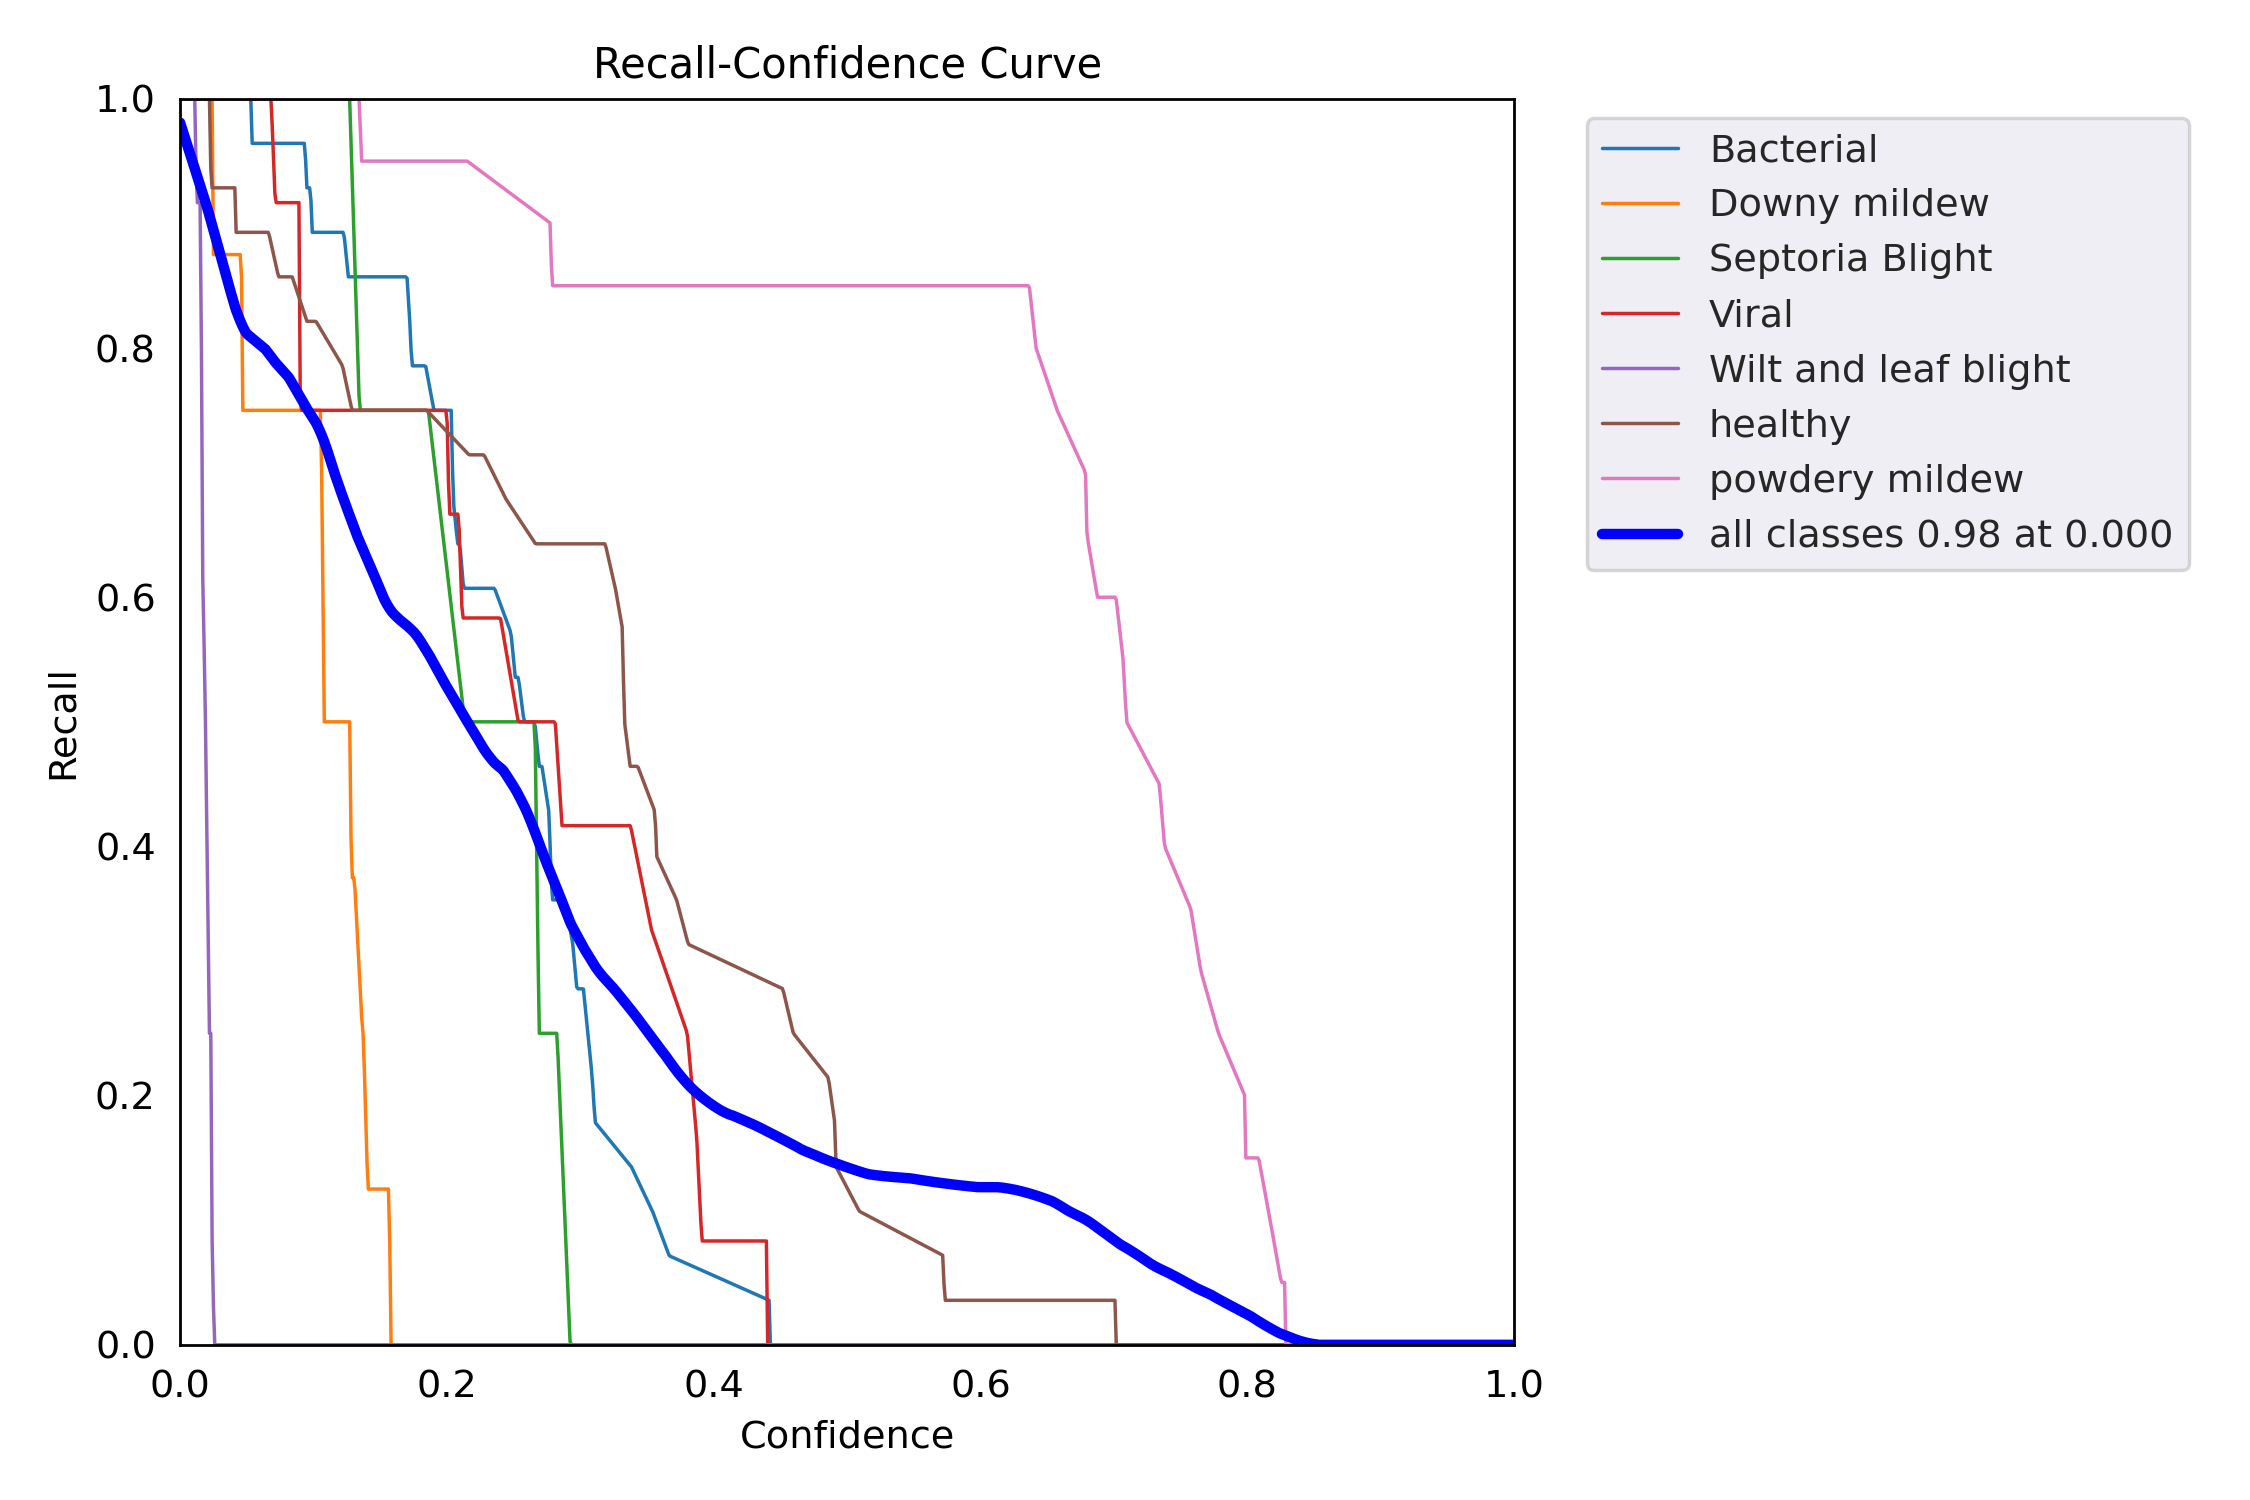 Recall-Confidence Curve
1.0
0.8
0.6
0.4
0.2
0.0
Recall
0.0 0.2 0.4 0.6 0.8 1.0
Confidence
Bacterial
Downy mildew
Septoria Blight
Viral
Wilt and leaf blight
healthy
powdery mildew
all classes 0.98 at 0.000